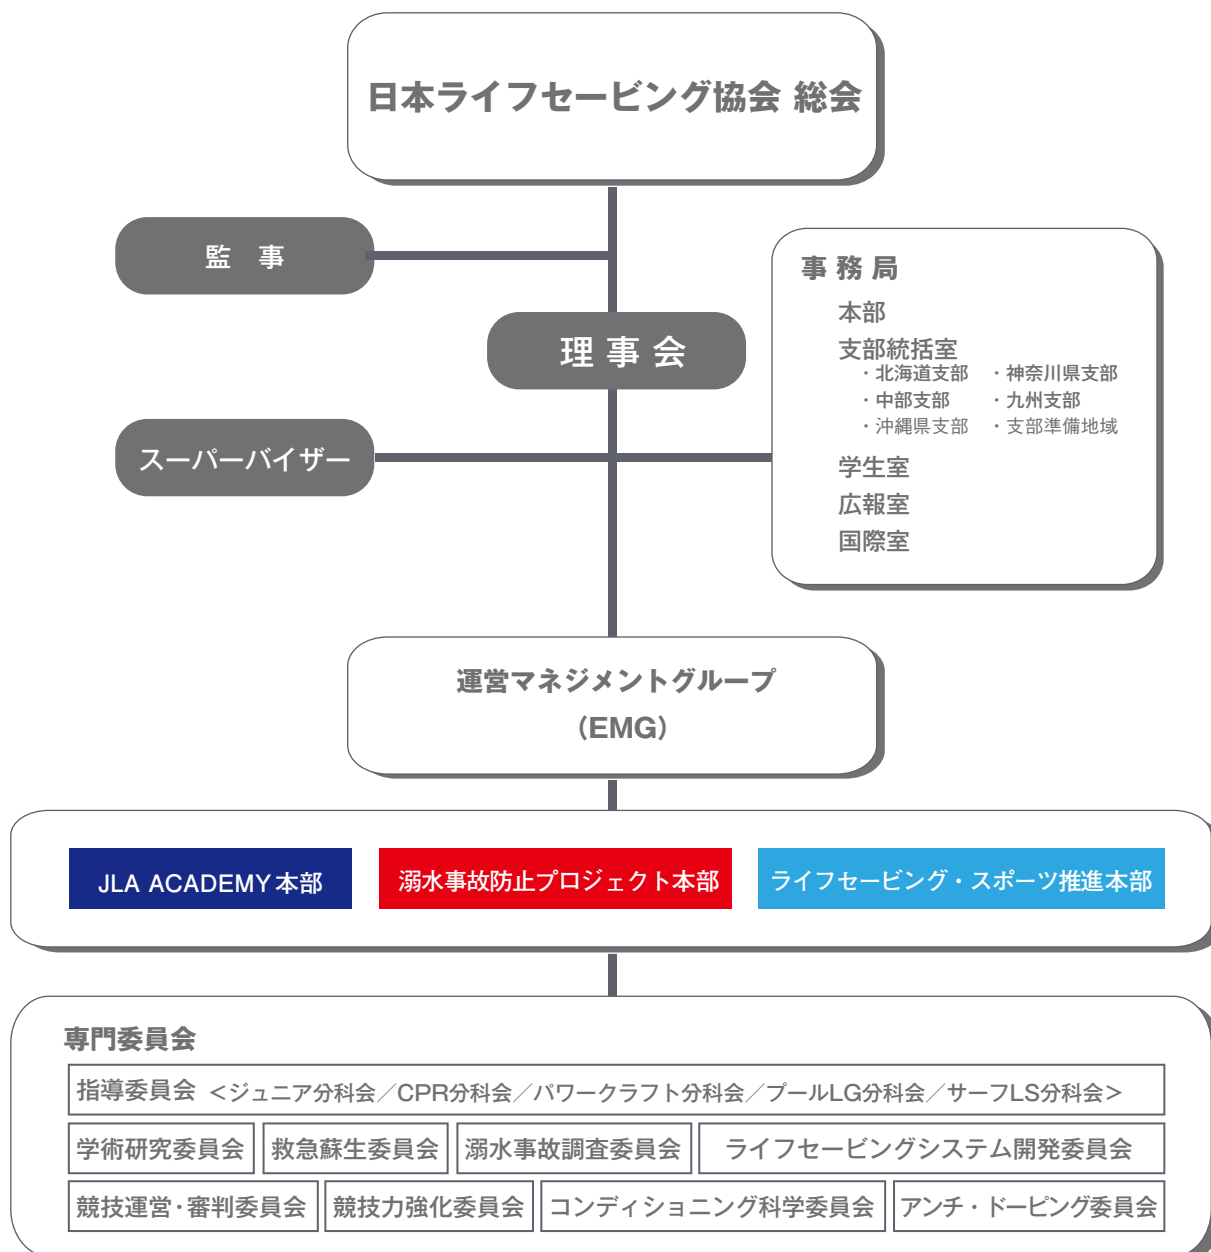 日本ライフセービング協会 総会
監　事
理 事 会
スーパーバイザー
事 務 局
本部
支部統括室
・北海道支部　・神奈川県支部
・中部支部　・九州支部
・沖縄県支部　・支部準備地域
学生室
広報室
国際室
運営マネジメントグループ
（EMG）
JLA ACADEMY本部
溺水事故防止プロジェクト本部
ライフセービング・スポーツ推進本部
専門委員会
指導委員会 ＜ジュニア分科会／CPR分科会／パワークラフト分科会／プールLG分科会／サーフLS分科会＞
学術研究委員会
救急蘇生委員会
溺水事故調査委員会
ライフセービングシステム開発委員会
競技運営・審判委員会
競技力強化委員会
コンディショニング科学委員会
アンチ・ドーピング委員会